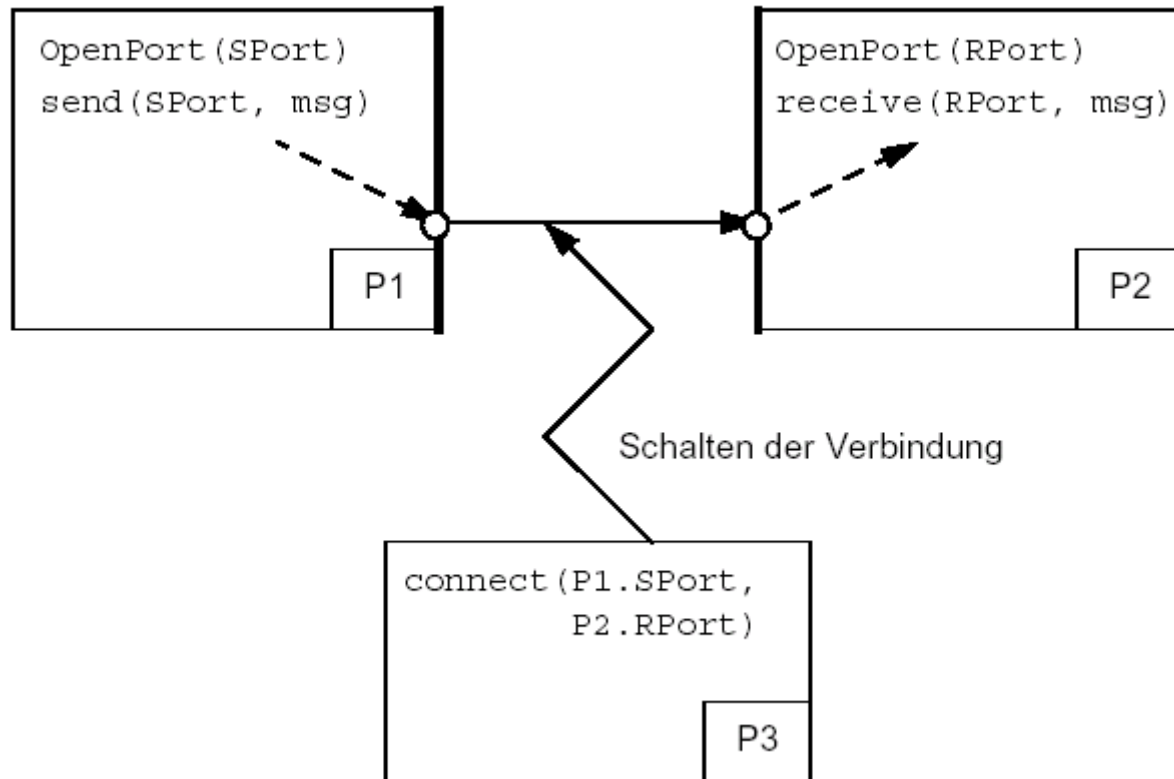 OpenPort(SPort)
send(SPort, msg)
P1
OpenPort(RPort)
receive(RPort, msg)
P2
Schalten der Verbindung
connect(P1.SPort,
P2.RPort)
P3